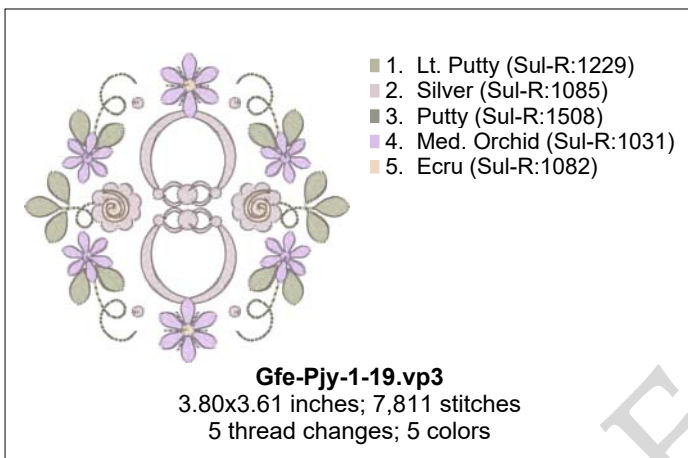 1. Lt. Putty (Sul-R:1229)
2. Silver (Sul-R:1085)
3. Putty (Sul-R:1508)
4. Med. Orchid (Sul-R:1031)
5. Ecru (Sul-R:1082)
Gfe-Pjy-1-19.vp3
3.80x3.61 inches; 7,811 stitches
5 thread changes; 5 colors